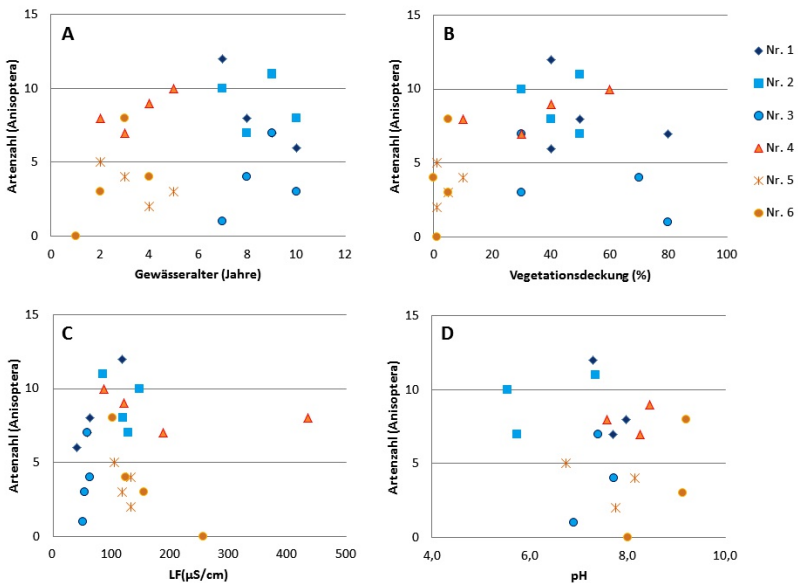 A
Artenzahl (Anisoptera)
15
10
5
0
0 2 4 6 8 10 12
Gewässeralter (Jahre)
B
Artenzahl (Anisoptera)
15
10
5
0
0 20 40 60 80 100
Vegetationsdeckung (%)
Nr. 1
Nr. 2
Nr. 3
Nr. 4
Nr. 5
Nr. 6
C
Artenzahl (Anisoptera)
15
10
5
0
0 100 200 300 400 500
LF(µS/cm)
D
Artenzahl (Anisoptera)
15
10
5
0
4,0 6,0 8,0 10,0
pH